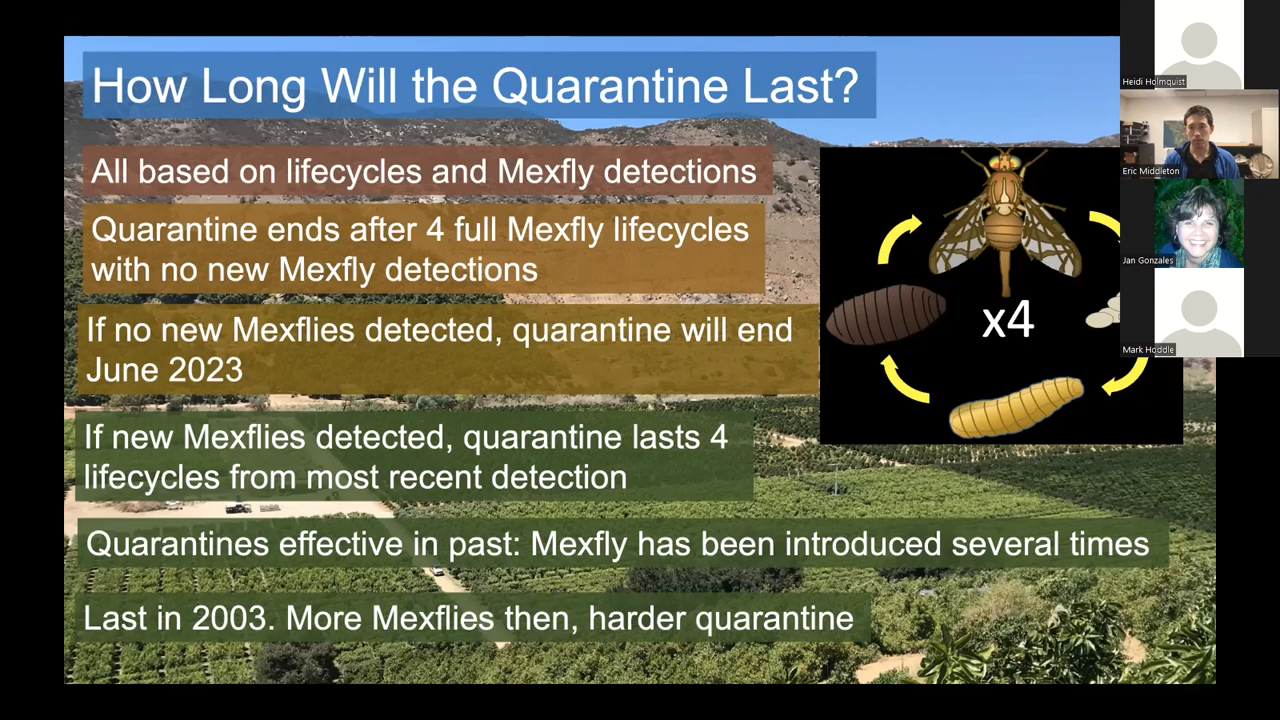 How Long Will the Quarantine Last?
All based on lifecycles and Mexfly detections
Quarantine ends after 4 full Mexfly lifecycles
with no new Mexfly detections
If no new Mexflies detected, quarantine will end
June 2023
If new Mexflies detected, quarantine lasts 4
lifecycles from most recent detection
Quarantines effective in past: Mexfly has been introduced several times
Last in 2003. More Mexflies then, harder quarantine
x4
Heidi Holmquist
Eric Middleton
Jan Gonzales
Mark Hoddle